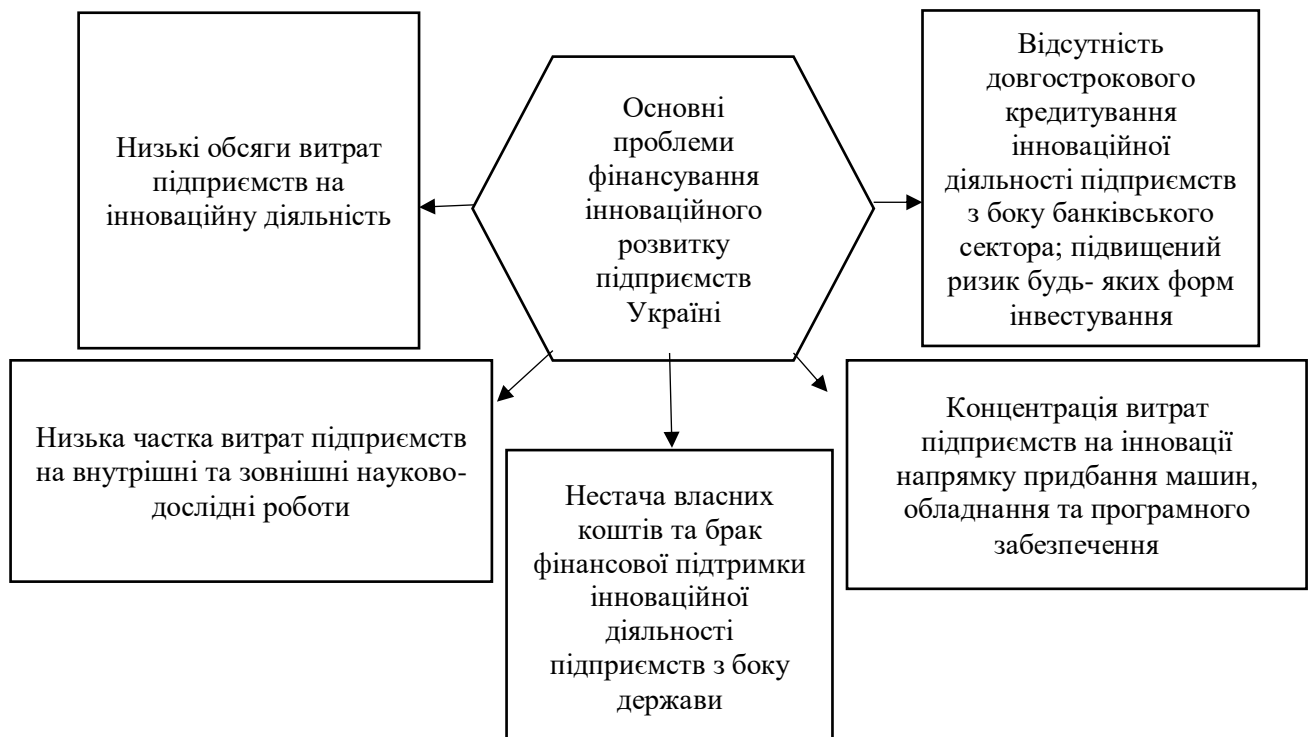 Низькі обсяги витрат
підприємств на
інноваційну діяльність
Основні
проблеми
фінансування
інноваційного
розвитку
підприємств
Україні
Відсутність
довгострокового
кредитування
інноваційної
діяльності підприємств
з боку банківського
сектора; підвищений
ризик будь- яких форм
інвестування
Низька частка витрат підприємств
на внутрішні та зовнішні науково-
дослідні роботи
Нестача власних
коштів та брак
фінансової підтримки
інноваційної
діяльності
підприємств з боку
держави
Концентрація витрат
підприємств на інновації
напрямку придбання машин,
обладнання та програмного
забезпечення